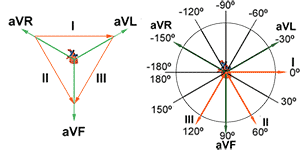 aVR I aVL
II III
aVF
-90º
-120º -60º
aVR aVL
-150º -30º
I
-180º 0º
180º
150º 30º
III II
120º 60º
90º
aVF